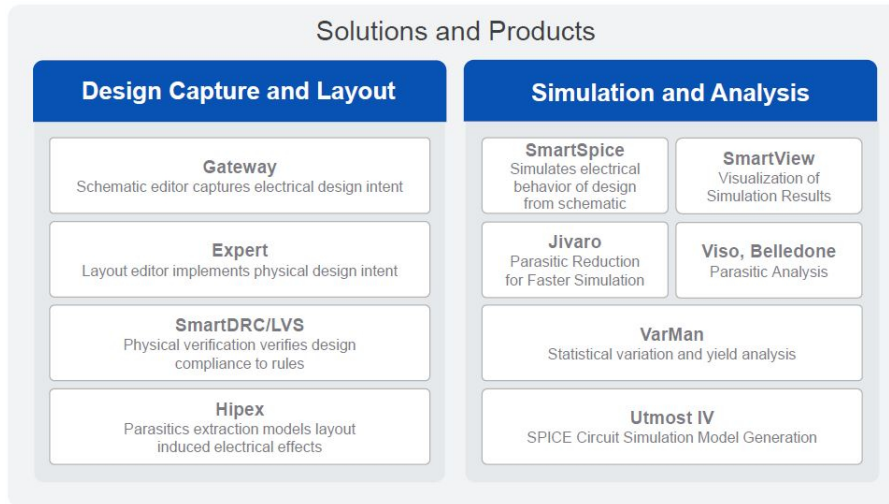 Solutions and Products
Design Capture and Layout
Gateway
Schematic editor captures electrical design intent
Expert
Layout editor implements physical design intent
SmartDRC/LVS
Physical verification verifies design
compliance to rules
Hipex
Parasitics extraction models layout
induced electrical effects
Simulation and Analysis
SmartSpice
Simulates electrical
behavior of design
from schematic
SmartView
Visualization of
Simulation Results
Jivaro
Parasitic Reduction
for Faster Simulation
Viso, Belledone
Parasitic Analysis
VarMan
Statistical variation and yield analysis
Utmost IV
SPICE Circuit Simulation Model Generation